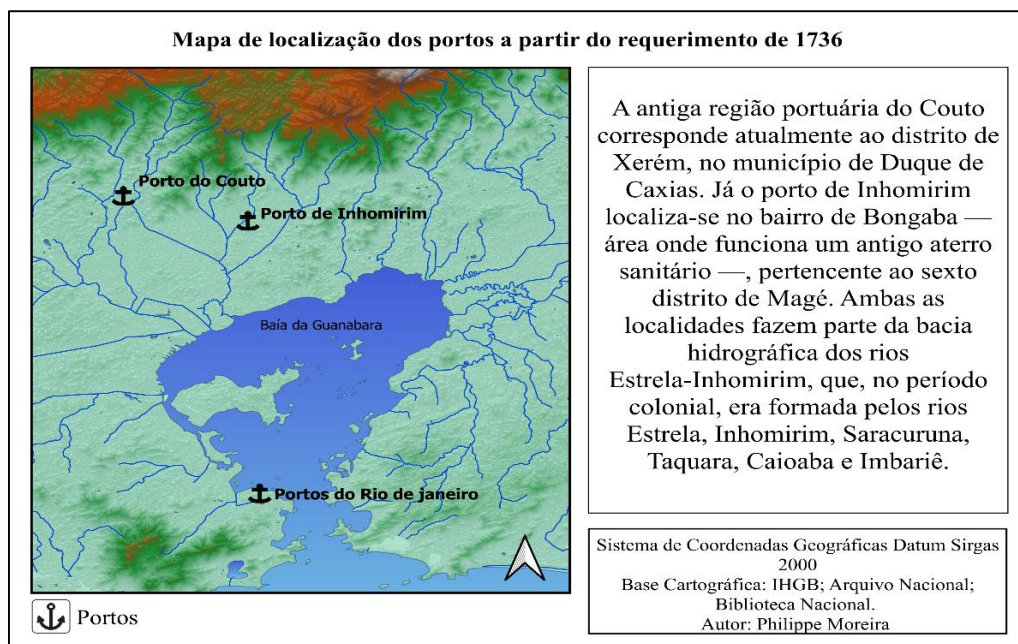 Mapa de localização dos portos a partir do requerimento de 1736
Porto do Couto
Porto de Inhomirim
Baía da Guanabara
Portos do Rio de janeiro
Portos
A antiga região portuária do Couto
corresponde atualmente ao distrito de
Xerém, no município de Duque de
Caxias. Já o porto de Inhomirim
localiza-se no bairro de Bongaba —
área onde funciona um antigo aterro
sanitário —, pertencente ao sexto
distrito de Magé. Ambas as
localidades fazem parte da bacia
hidrográfica dos rios
Estrela-Inhomirim, que, no período
colonial, era formada pelos rios
Estrela, Inhomirim, Saracuruna,
Taquara, Caioaba e Imbariê.
Sistema de Coordenadas Geográficas Datum Sirgas
2000
Base Cartográfica: IHGB; Arquivo Nacional;
Biblioteca Nacional.
Autor: Philippe Moreira